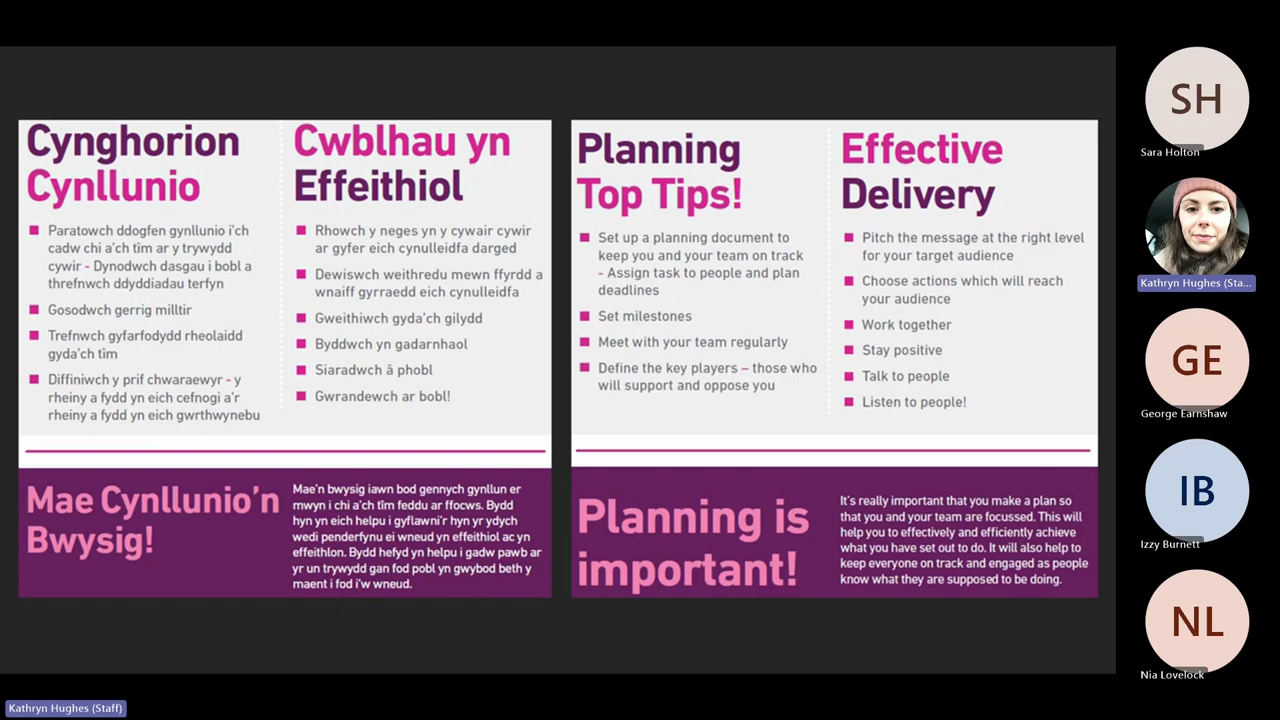 Cynghorion
Cynllunio
Paratowch ddogfen gynllunio i'ch
cadw chi a'ch tîm ar y trywydd
cywir - Dynodwch dasgau i bobl a
threfnwch ddyddiadau terfyn
Gosodwch gerrig milltir
Trefnwch gyfarfodydd rheolaidd
gyda'ch tîm
Diffiniwch y prif chwaraewyr - y
rheiny a fydd yn eich cefnogi a'r
rheiny a fydd yn eich gwrthwynebu
Cwblhau yn
Effeithiol
Rhowch y neges yn y cywair cywir
ar gyfer eich cynulleidfa darged
Dewiswch weithredu mewn ffyrdd a
wnaiff gyrraedd eich cynulleidfa
Gweithiwch gyda'ch gilydd
Byddwch yn gadarnhaol
Siaradwch â phobl
Gwrandewch ar bobl!
Mae Cynllunio'n
Bwysig!
Mae'n bwysig iawn bod gennych gynllun er
mwyn i chi a'ch tîm feddu ar ffocws. Bydd
hyn yn eich helpu i gyflawni'r hyn yr ydych
wedi penderfynu ei wneud yn effeithiol ac yn
effeithlon. Bydd hefyd yn helpu i gadw pawb ar
yr un trywydd gan fod pobl yn gwybod beth y
maent i fod i'w wneud.
Planning
Top Tips!
Set up a planning document to
keep you and your team on track
- Assign task to people and plan
deadlines
Set milestones
Meet with your team regularly
Define the key players – those who
will support and oppose you
Effective
Delivery
Pitch the message at the right level
for your target audience
Choose actions which will reach
your audience
Work together
Stay positive
Talk to people
Listen to people!
Planning is
important!
It's really important that you make a plan so
that you and your team are focussed. This will
help you to effectively and efficiently achieve
what you have set out to do. It will also help to
keep everyone on track and engaged as people
know what they are supposed to be doing.
SH
Sara Holton
Kathryn Hughes (Sta...
GE
George Earnshaw
IB
Izzy Burnett
NL
Nia Lovelock
Kathryn Hughes (Staff)